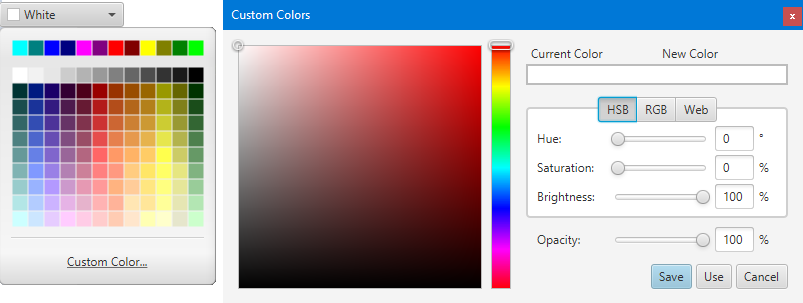 White
Custom Color...
Custom Colors
x
Current Color New Color
HSB RGB Web
Hue: 0 °
Saturation: 0 %
Brightness: 100 %
Opacity: 100 %
Save Use Cancel